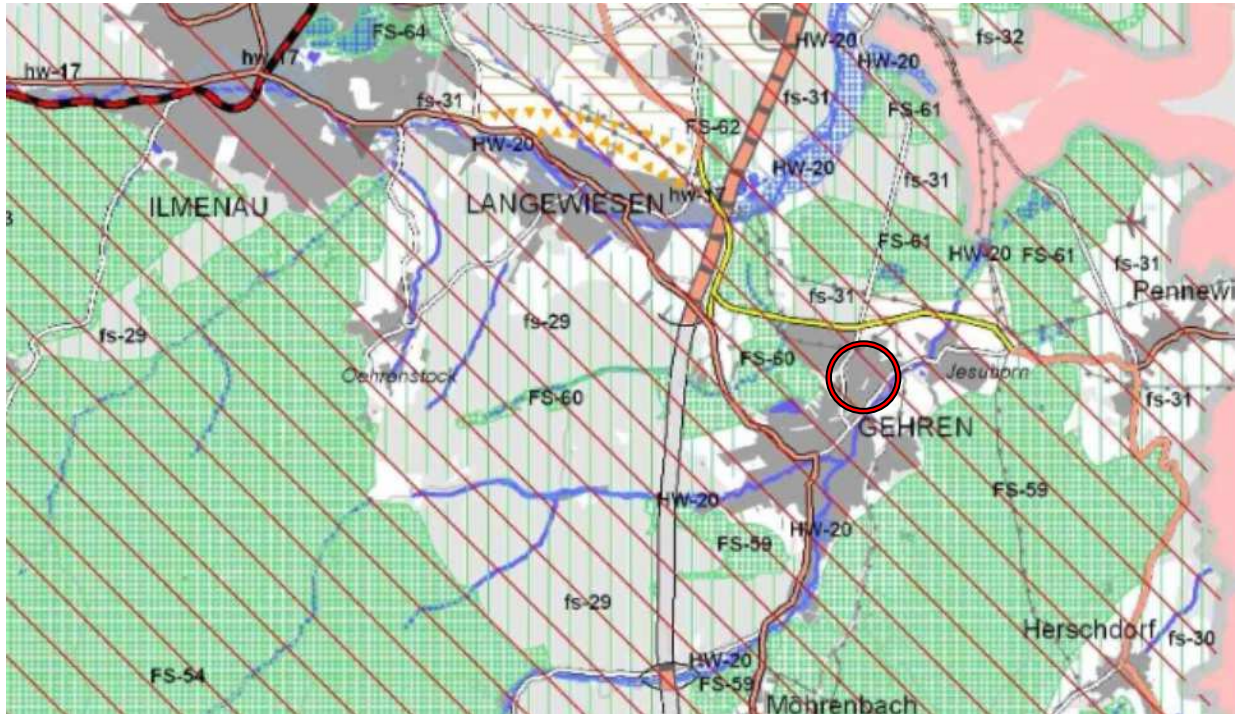 FS-64
HW-20
fs-32
hw-17
hw-17
HW-20
fs-31
fs-31
FS-61
FS-62
HW-20
HW-20
fs-31
ILMENAU
LANGEWIESEN
hw-17
FS-61
HW-20
FS-61
fs-31
fs-31
Pennewi
fs-29
fs-29
FS-60
Oehrenstock
Jesuborn
FS-60
fs-31
GEHREN
HW-20
FS-59
HW-20
FS-59
fs-29
Herschdorf
fs-30
FS-54
HW-20
FS-59
Möhrenbach